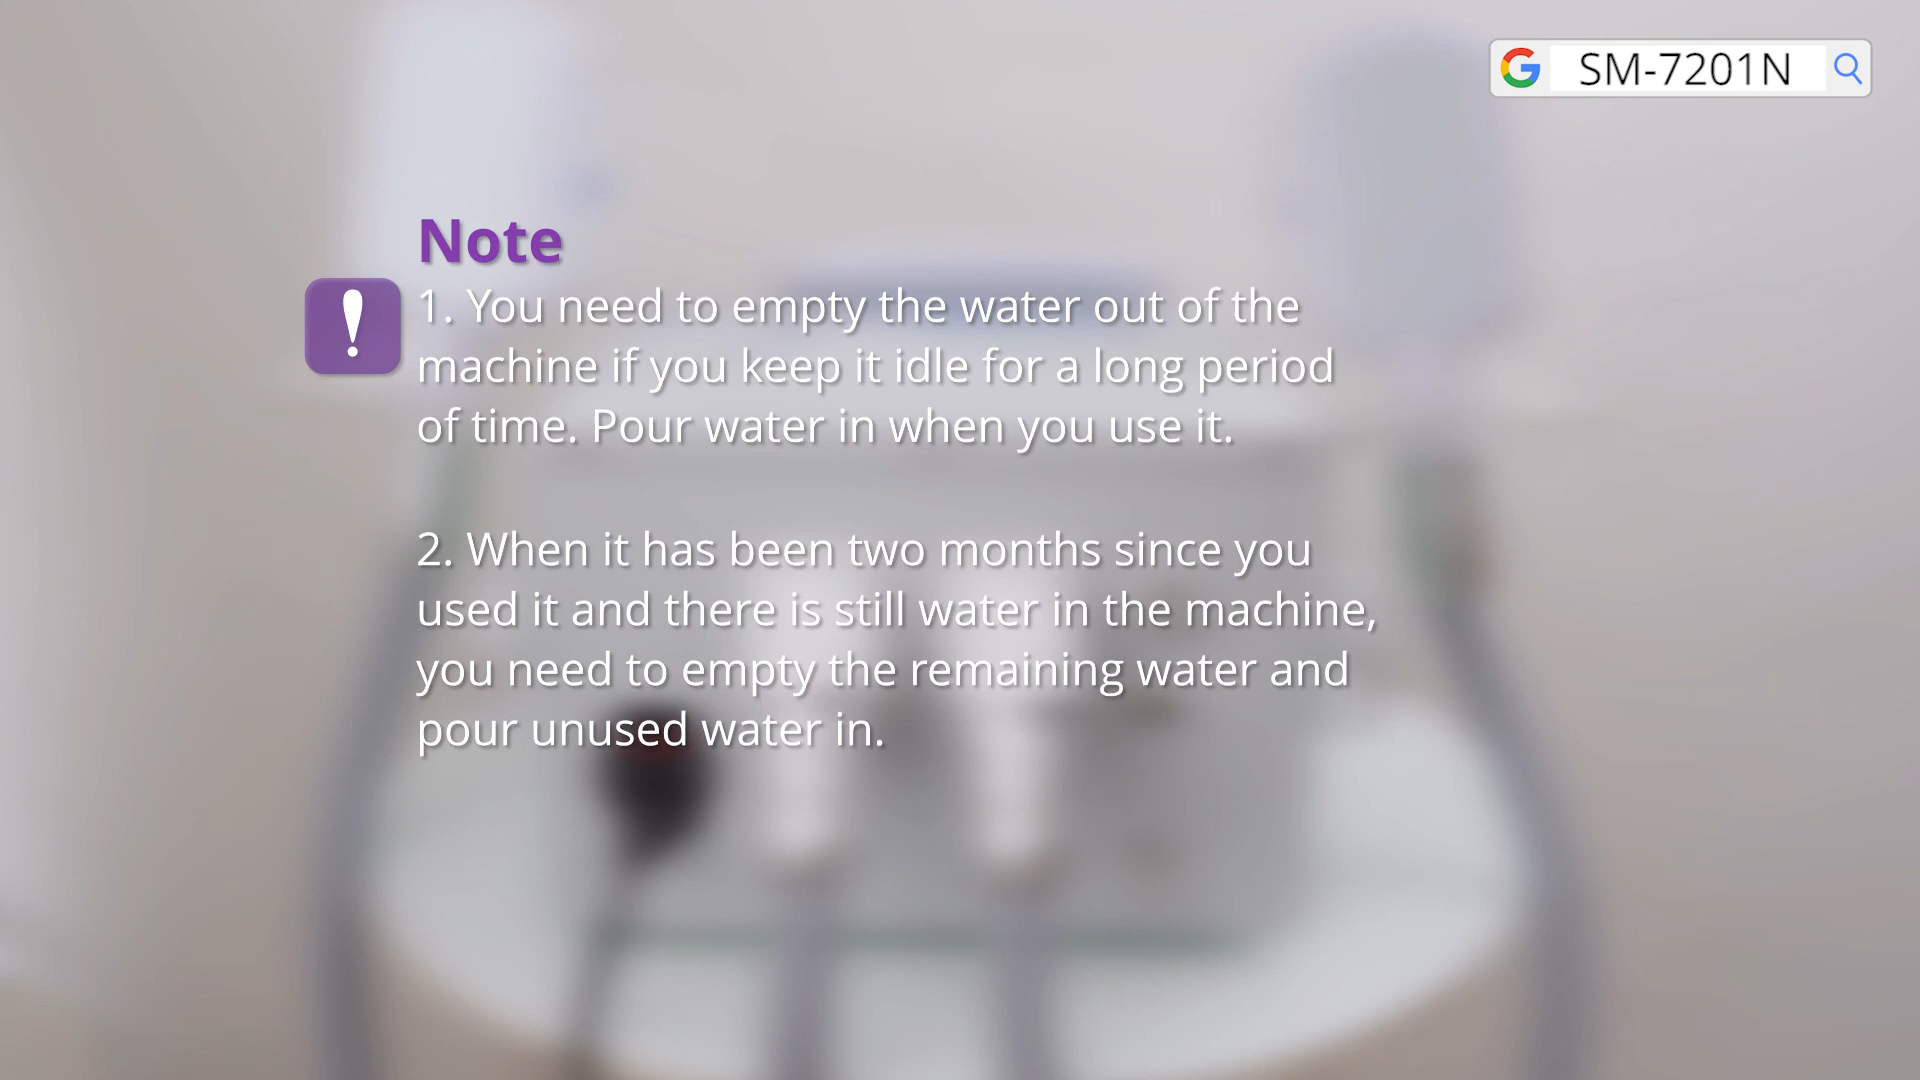 SM-7201N
Note
1. You need to empty the water out of the
machine if you keep it idle for a long period
of time. Pour water in when you use it.
2. When it has been two months since you
used it and there is still water in the machine,
you need to empty the remaining water and
pour unused water in.